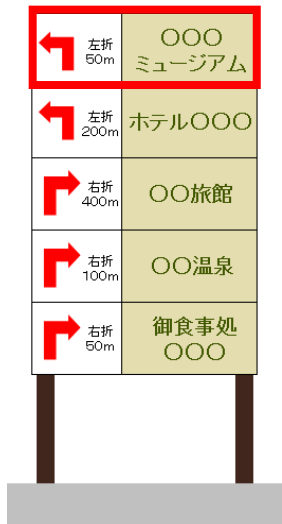 左折
50m
〇〇〇
ミュージアム
左折
200m
ホテル〇〇〇
右折
400m
〇〇旅館
右折
100m
〇〇温泉
右折
50m
御食事処
〇〇〇